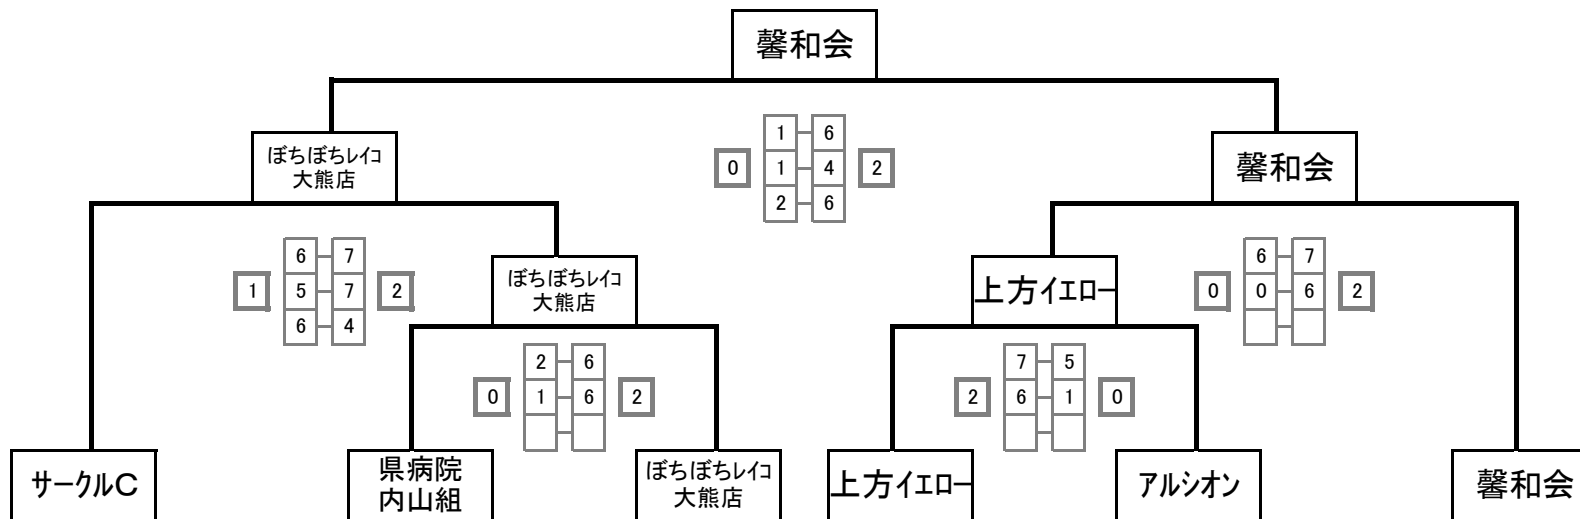 馨和会
ぼちぼちレイコ
大熊店
馨和会
1 6
0 1 4 2
2 6
ぼちぼちレイコ
大熊店
上方イエロー
6 7
1 5 7 2
6 4
6 7
0 0 6 2
2 6
0 1 6 2
7 5
2 6 1 0
サークルC
県病院
内山組
ぼちぼちレイコ
大熊店
上方イエロー
アルシオン
馨和会